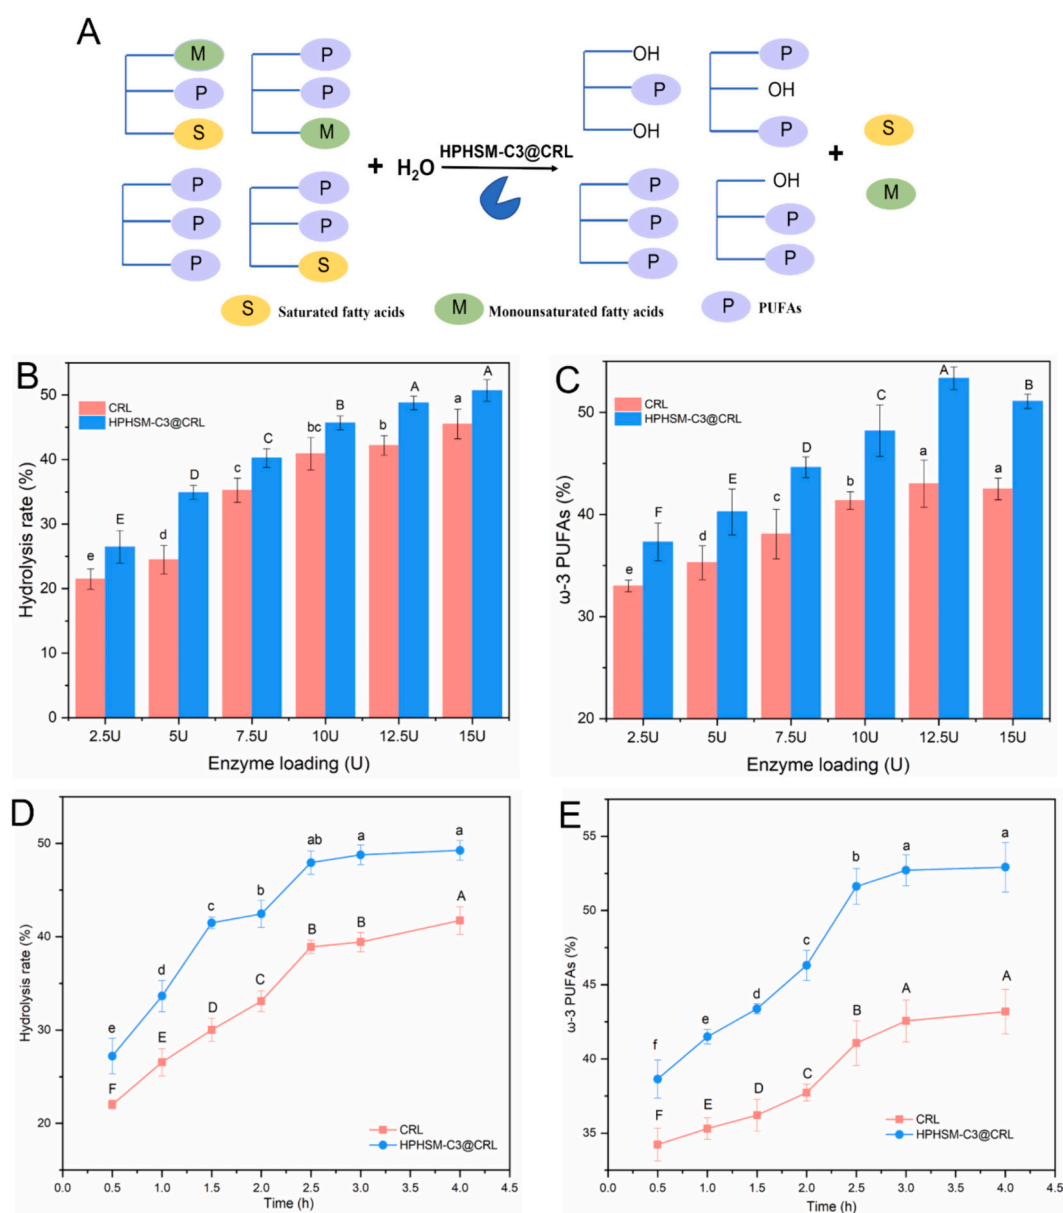 A
M
P
S
P
P
M
P
P
P
P
P
S
+ H₂O
HPHSM-C3@CRL
OH
P
OH
P
OH
P
P
P
P
OH
P
P
+
S
M
S Saturated fatty acids
M Monounsaturated fatty acids
P PUFAs
B
Hydrolysis rate (%)
50
40
30
20
10
0
CRL
HPHSM-C3@CRL
e
E
d
D
c
C
bc
B
b
A
a
A
2.5U 5U 7.5U 10U 12.5U 15U
Enzyme loading (U)
C
ω-3 PUFAs (%)
50
40
30
20
CRL
HPHSM-C3@CRL
e
F
d
E
c
D
b
C
a
A
a
B
2.5U 5U 7.5U 10U 12.5U 15U
Enzyme loading (U)
D
Hydrolysis rate (%)
50
40
30
20
e
d
c
b
ab
a
a
F
E
D
C
B
B
A
CRL
HPHSM-C3@CRL
0.0 0.5 1.0 1.5 2.0 2.5 3.0 3.5 4.0 4.5
Time (h)
E
ω-3 PUFAs (%)
55
50
45
40
35
f
e
d
c
b
a
a
F
E
D
C
B
A
A
CRL
HPHSM-C3@CRL
0.0 0.5 1.0 1.5 2.0 2.5 3.0 3.5 4.0 4.5
Time (h)